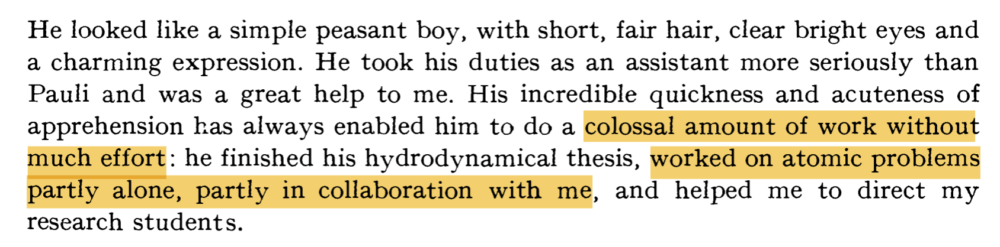 He looked like a simple peasant boy, with short, fair hair, clear bright eyes and
a charming expression. He took his duties as an assistant more seriously than
Pauli and was a great help to me. His incredible quickness and acuteness of
apprehension has always enabled him to do a colossal amount of work without
much effort: he finished his hydrodynamical thesis, worked on atomic problems
partly alone, partly in collaboration with me, and helped me to direct my
research students.